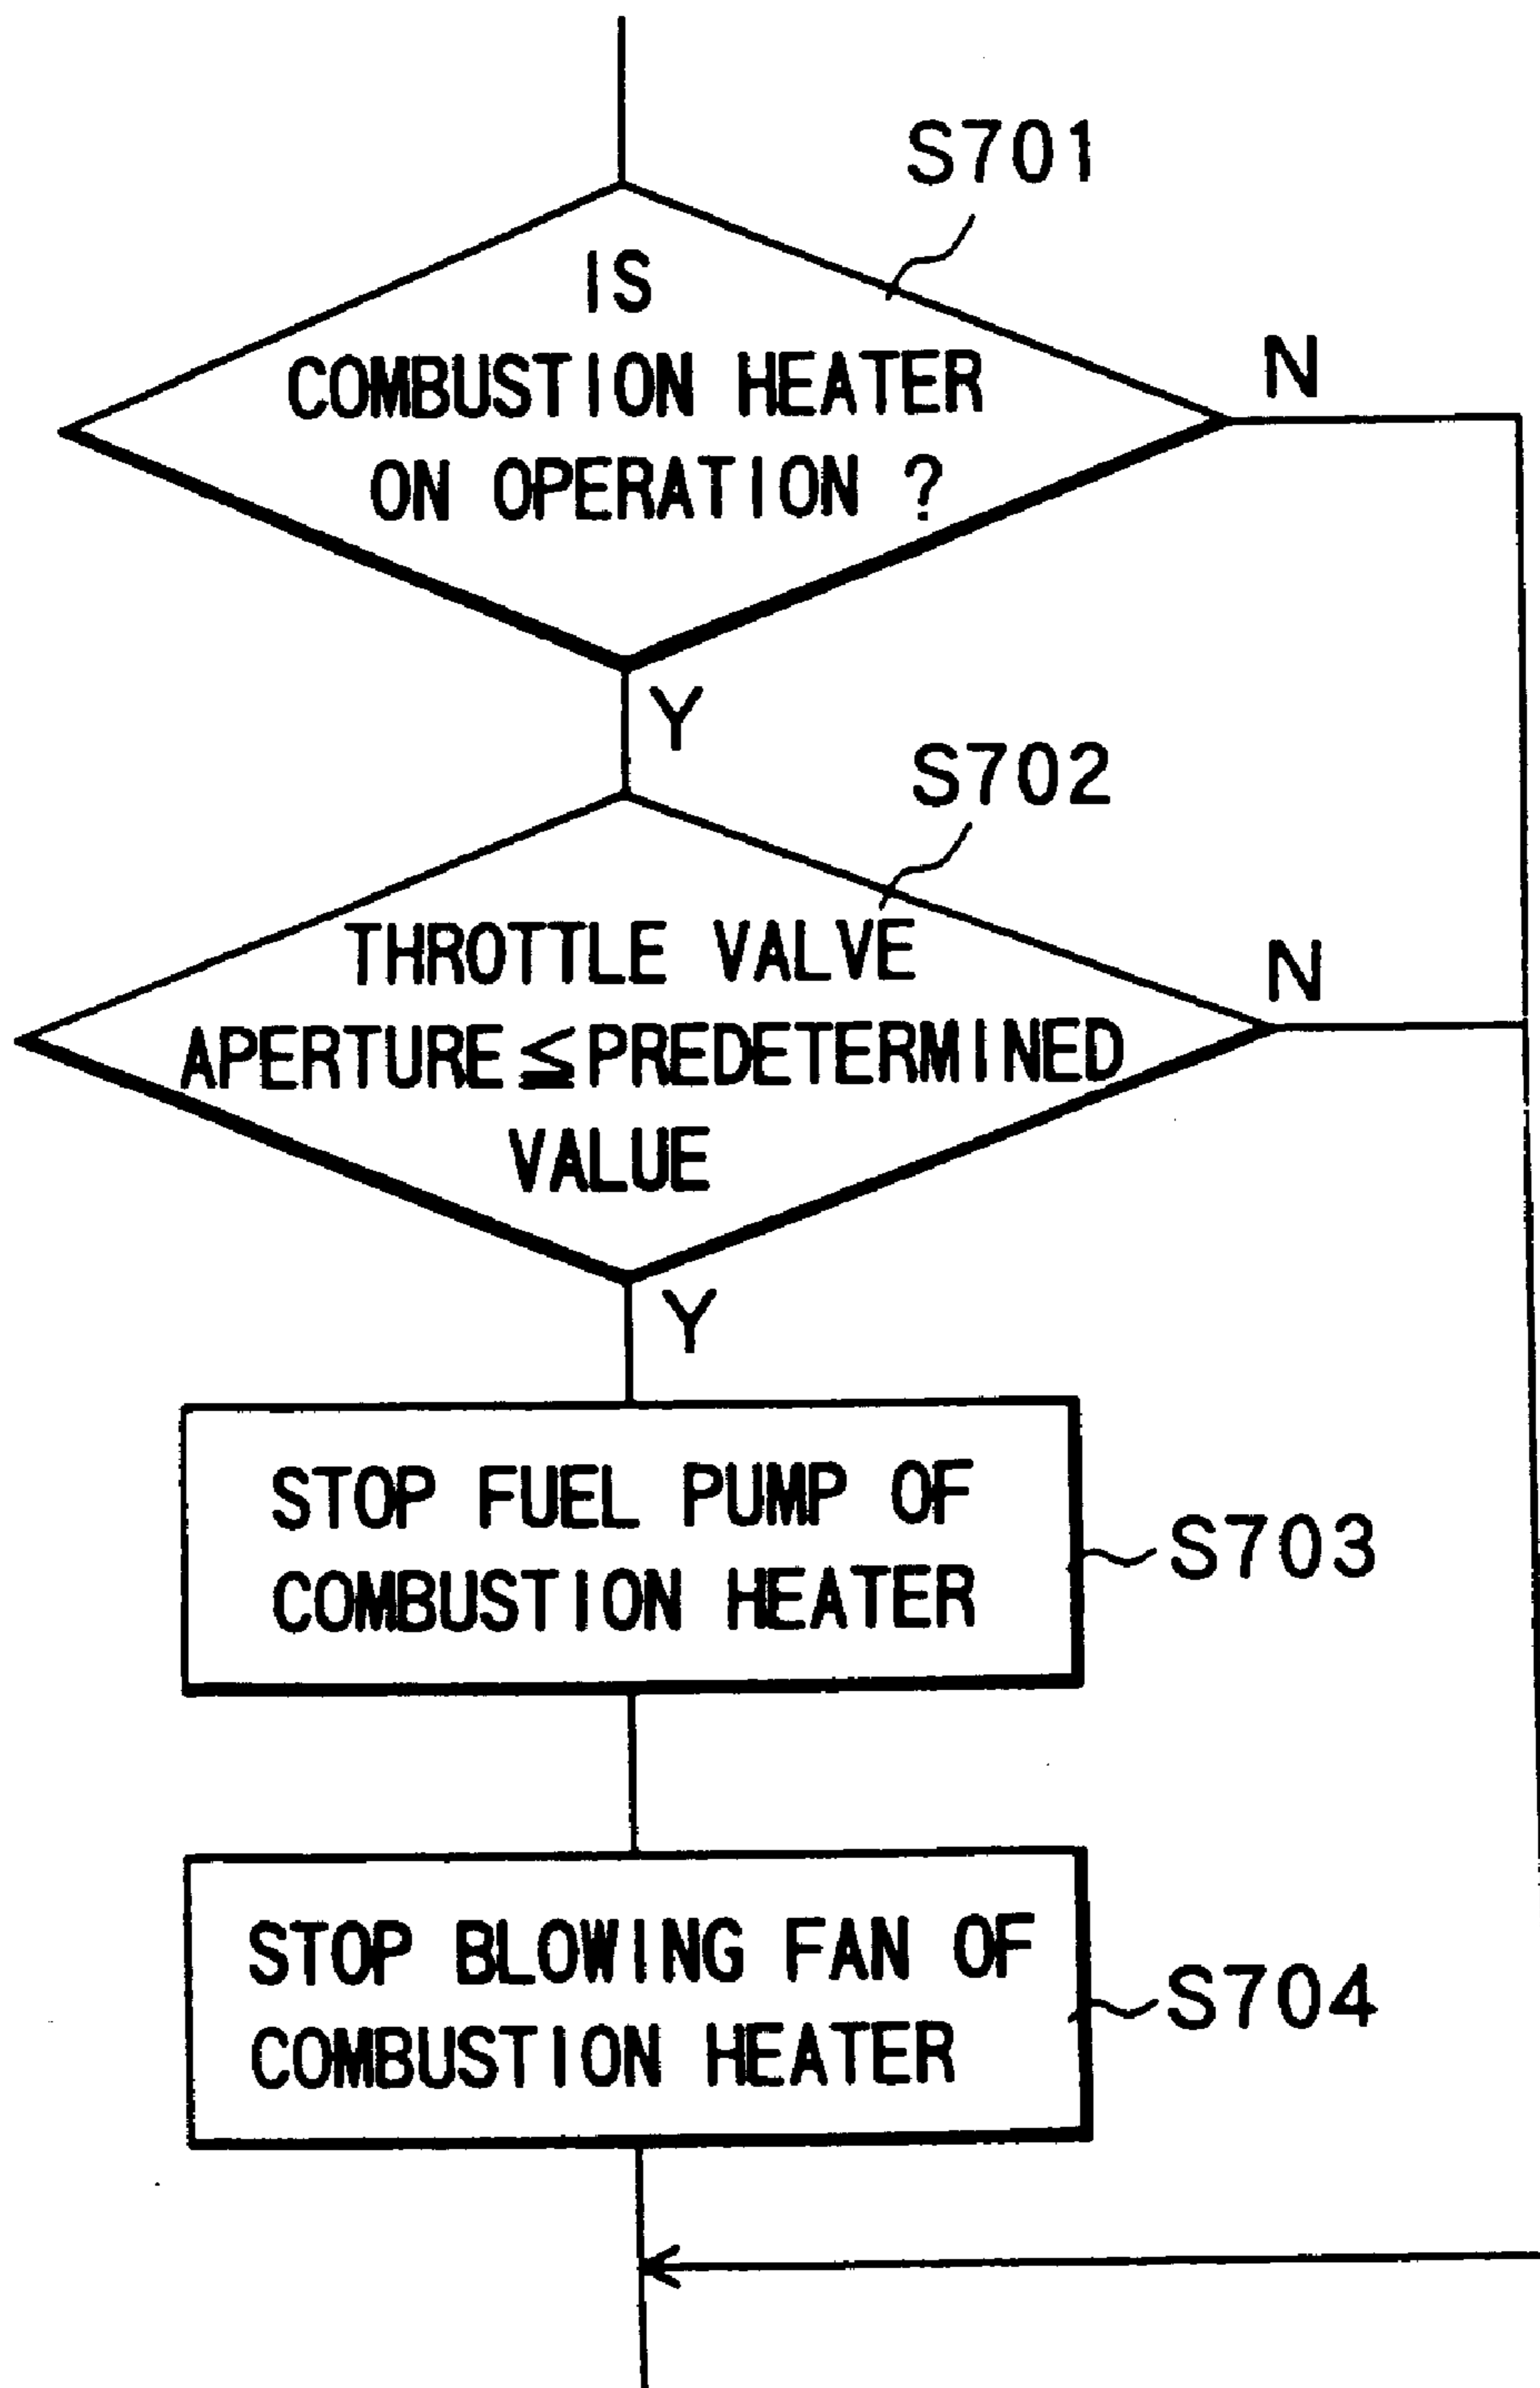 S701
IS
COMBUSTION HEATER
ON OPERATION ?
N
Y
S702
THROTTLE VALVE
APERTURE≦PREDETERMINED
VALUE
N
Y
STOP FUEL PUMP OF
COMBUSTION HEATER
S703
STOP BLOWING FAN OF
COMBUSTION HEATER
S704